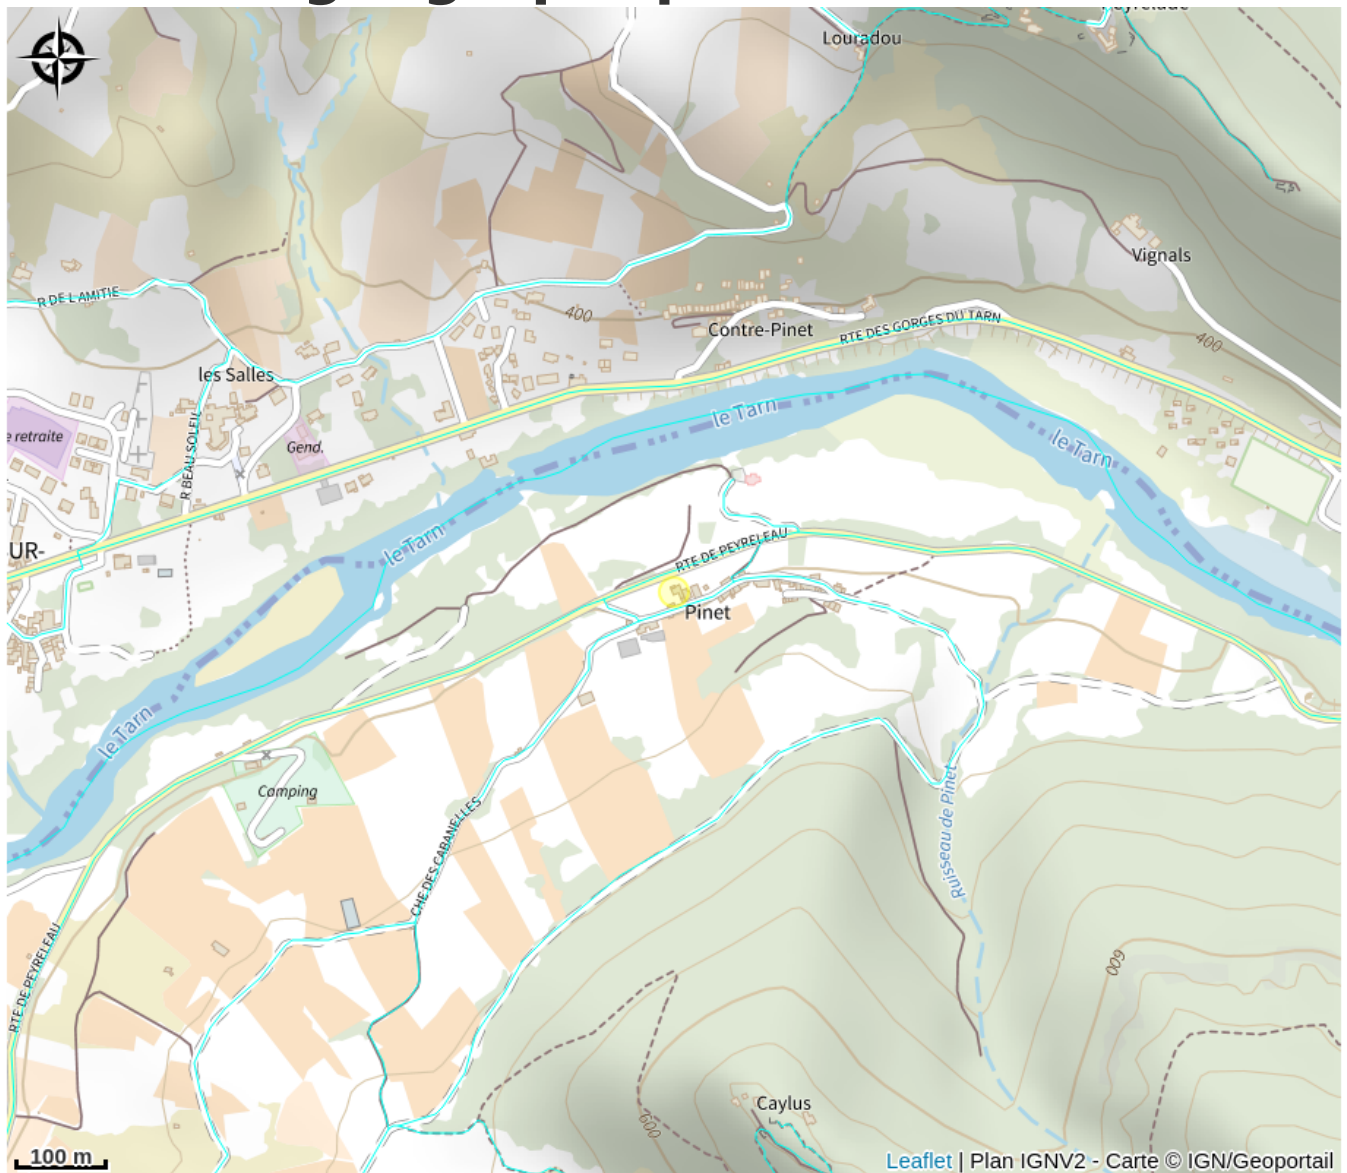 Louradou
Vignals
R DE L AMITIE
400
Contre-Pinet
RTE DES GORGES DU TARN
400
les Salles
le Tarn
e retraite
R BEAU SOLEIL
Gend.
le Tarn
UR-
le Tarn
RTE DE PEYRELEAU
Pinet
le Tarn
Camping
CHE DES CABANELLES
Ruisseau de Pinet
RTE DE PEYRELEAU
600
Caylus
600
100 m
Leaflet | Plan IGNV2 - Carte © IGN/Geoportail